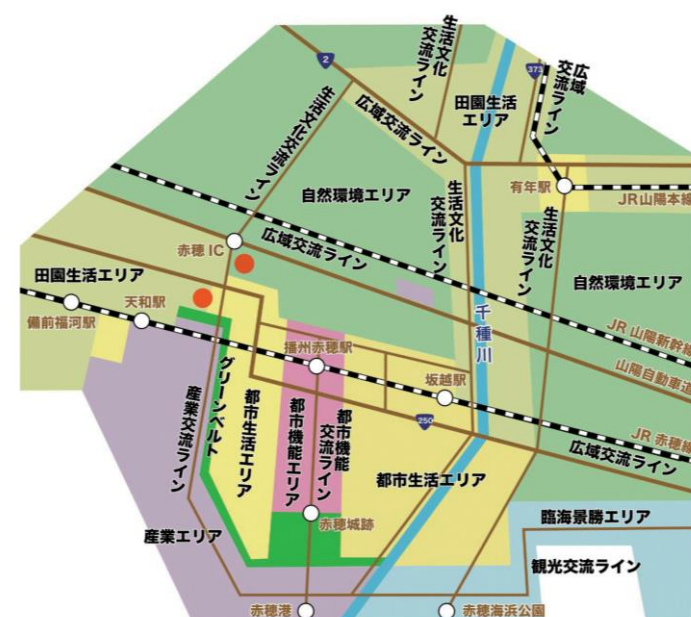 2
生活文化
交流ライン
373
広域
交流ライン
田園生活
エリア
生活文化交流ライン
広域交流ライン
自然環境エリア
生活文化
交流ライン
有年駅
JR山陽本線
生活文化
交流ライン
赤穂 IC
広域交流ライン
自然環境エリア
田園生活エリア
備前福河駅
天和駅
千種川
JR 山陽新幹線
山陽自動車道
播州赤穂駅
坂越駅
グリーンベルト
産業交流ライン
都市生活エリア
都市機能エリア
都市機能
交流ライン
250
JR 赤穂線
広域交流ライン
都市生活エリア
産業エリア
赤穂城跡
臨海景勝エリア
観光交流ライン
赤穂港
赤穂海浜公園